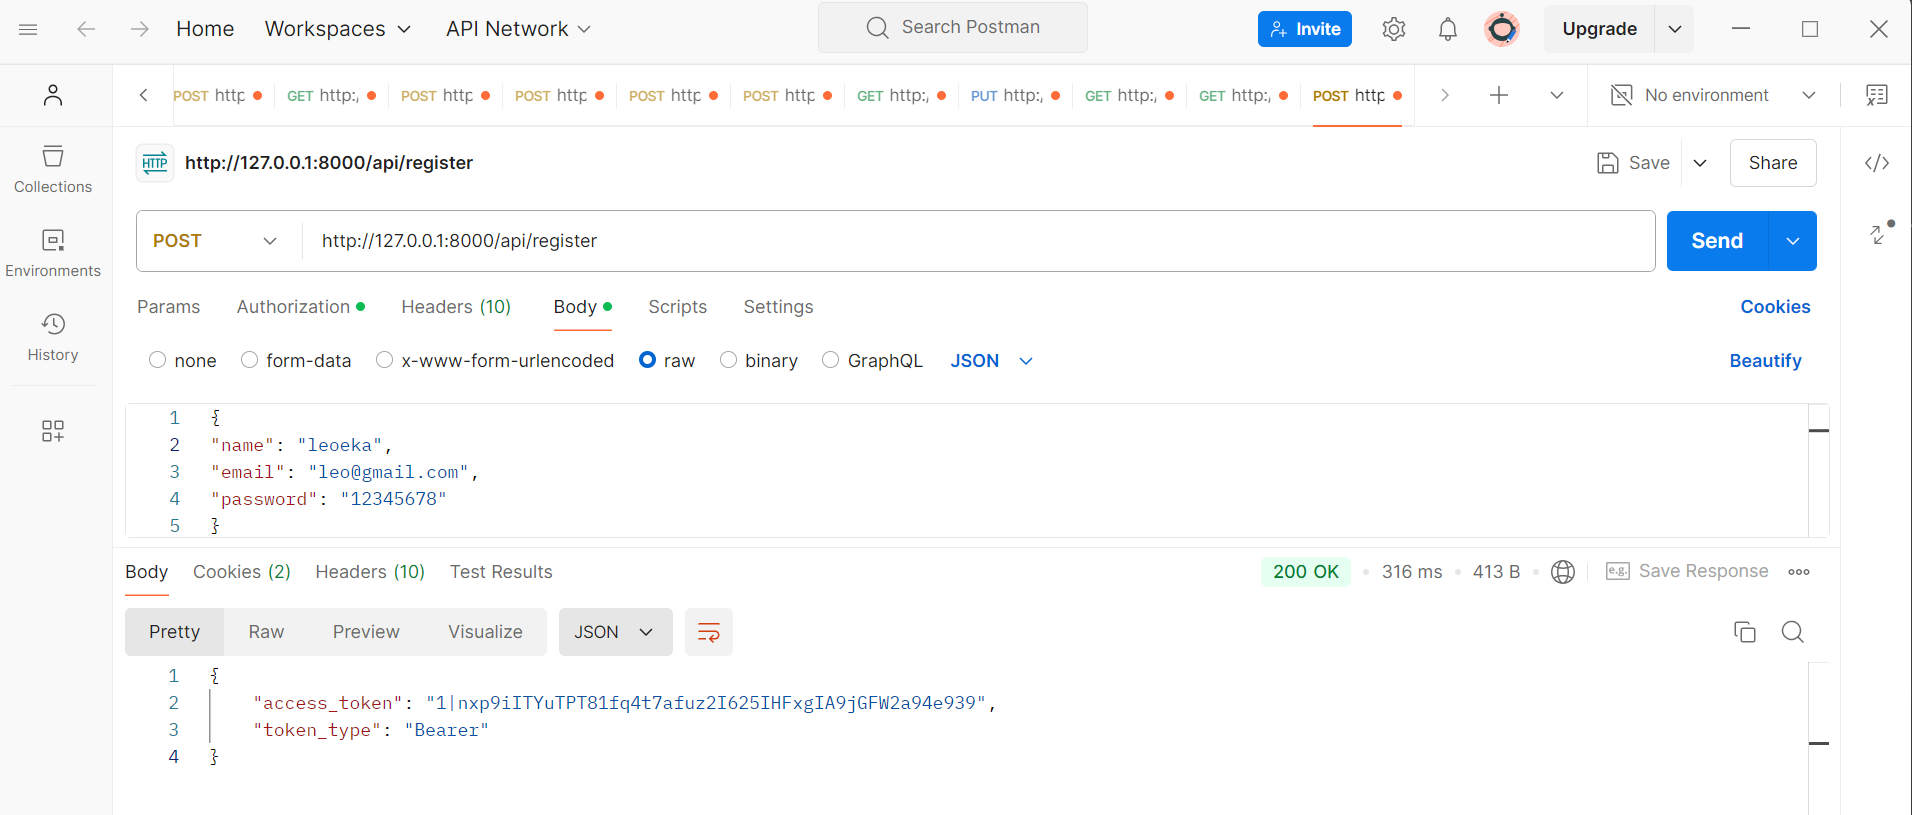 Home Workspaces API Network Search Postman Invite Upgrade
POST http GET http:/ POST http POST http POST http POST http GET http:/ PUT http:/ GET http:/ GET http:/ POST http No environment
HTTP http://127.0.0.1:8000/api/register Save Share
Collections
POST http://127.0.0.1:8000/api/register Send
Environments
Params Authorization Headers (10) Body Scripts Settings Cookies
History
none form-data x-www-form-urlencoded raw binary GraphQL JSON Beautify
1 {
2 "name": "leoeka",
3 "email": "leo@gmail.com",
4 "password": "12345678"
5 }
Body Cookies (2) Headers (10) Test Results 200 OK 316 ms 413 B e.g. Save Response
Pretty Raw Preview Visualize JSON
1 {
2 "access_token": "1|nxp9iITYuTPT81fq4t7afuz2I625IHFxgIA9jGFW2a94e939",
3 "token_type": "Bearer"
4 }